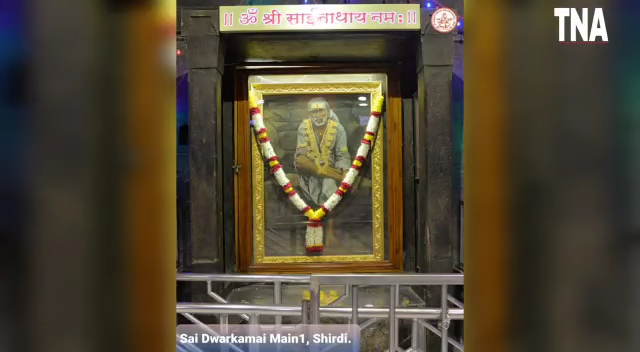 || ॐ श्री साईनाथाय नमः ||
TNA
Sai Dwarkamai Main1, Shirdi.